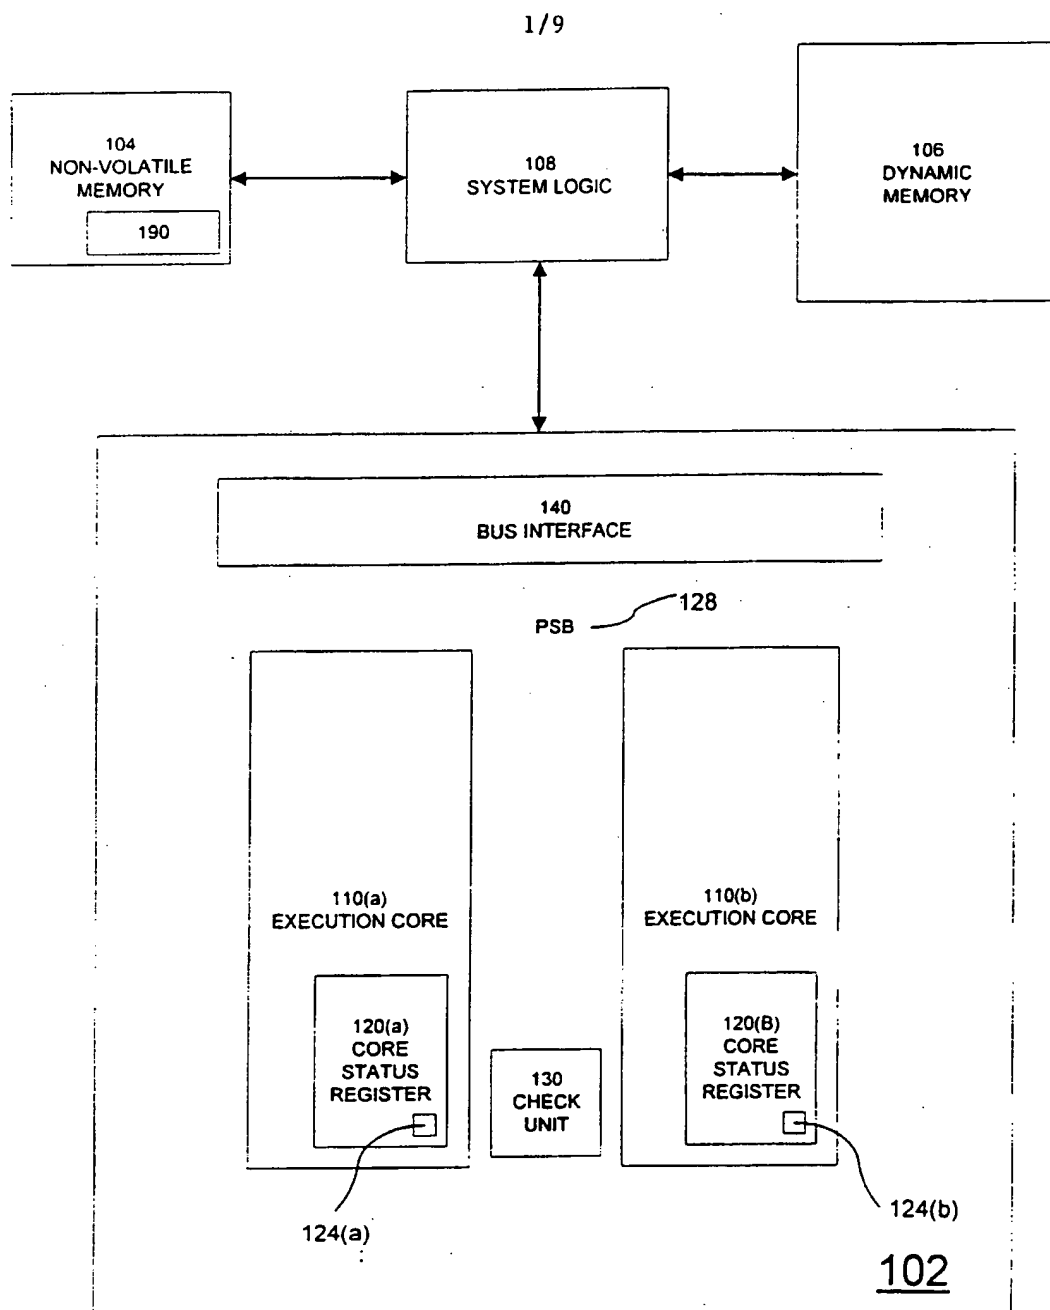 1/9
104
NON-VOLATILE
MEMORY
190
108
SYSTEM LOGIC
106
DYNAMIC
MEMORY
140
BUS INTERFACE
PSB
128
110(a)
EXECUTION CORE
120(a)
CORE
STATUS
REGISTER
130
CHECK
UNIT
110(b)
EXECUTION CORE
120(B)
CORE
STATUS
REGISTER
124(a)
124(b)
102